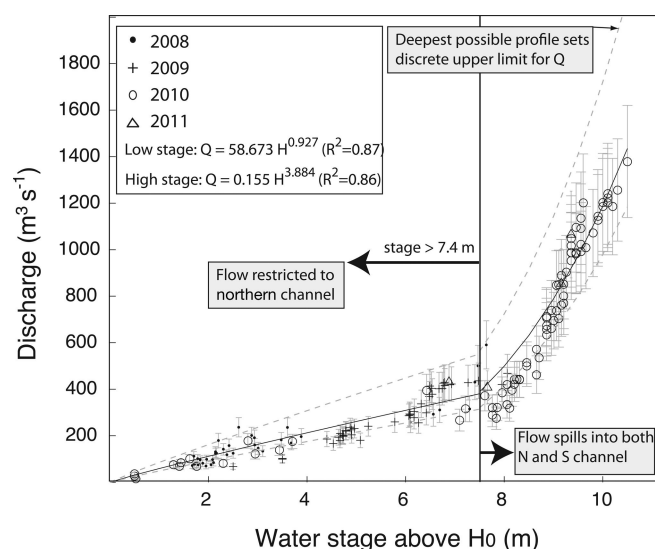 Deepest possible profile sets
discrete upper limit for Q
2008
2009
2010
2011
Low stage: Q = 58.673 H^0.927 (R²=0.87)
High stage: Q = 0.155 H^3.884 (R²=0.86)
stage > 7.4 m
Flow restricted to
northern channel
Flow spills into both
N and S channel
Discharge (m³ s⁻¹)
1800
1600
1400
1200
1000
800
600
400
200
2
4
6
8
10
Water stage above H0 (m)